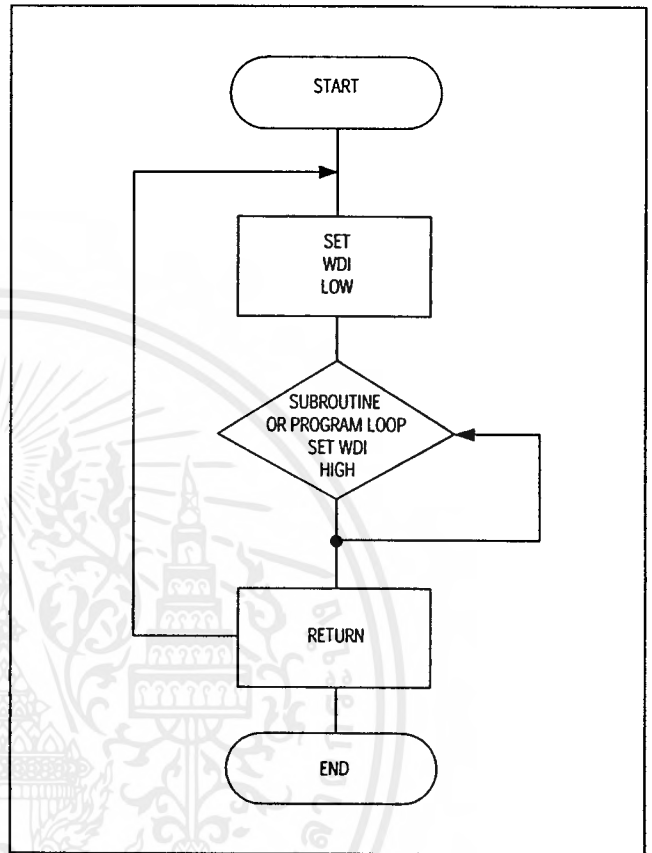 START
SET
WDI
LOW
SUBROUTINE
OR PROGRAM LOOP
SET WDI
HIGH
RETURN
END